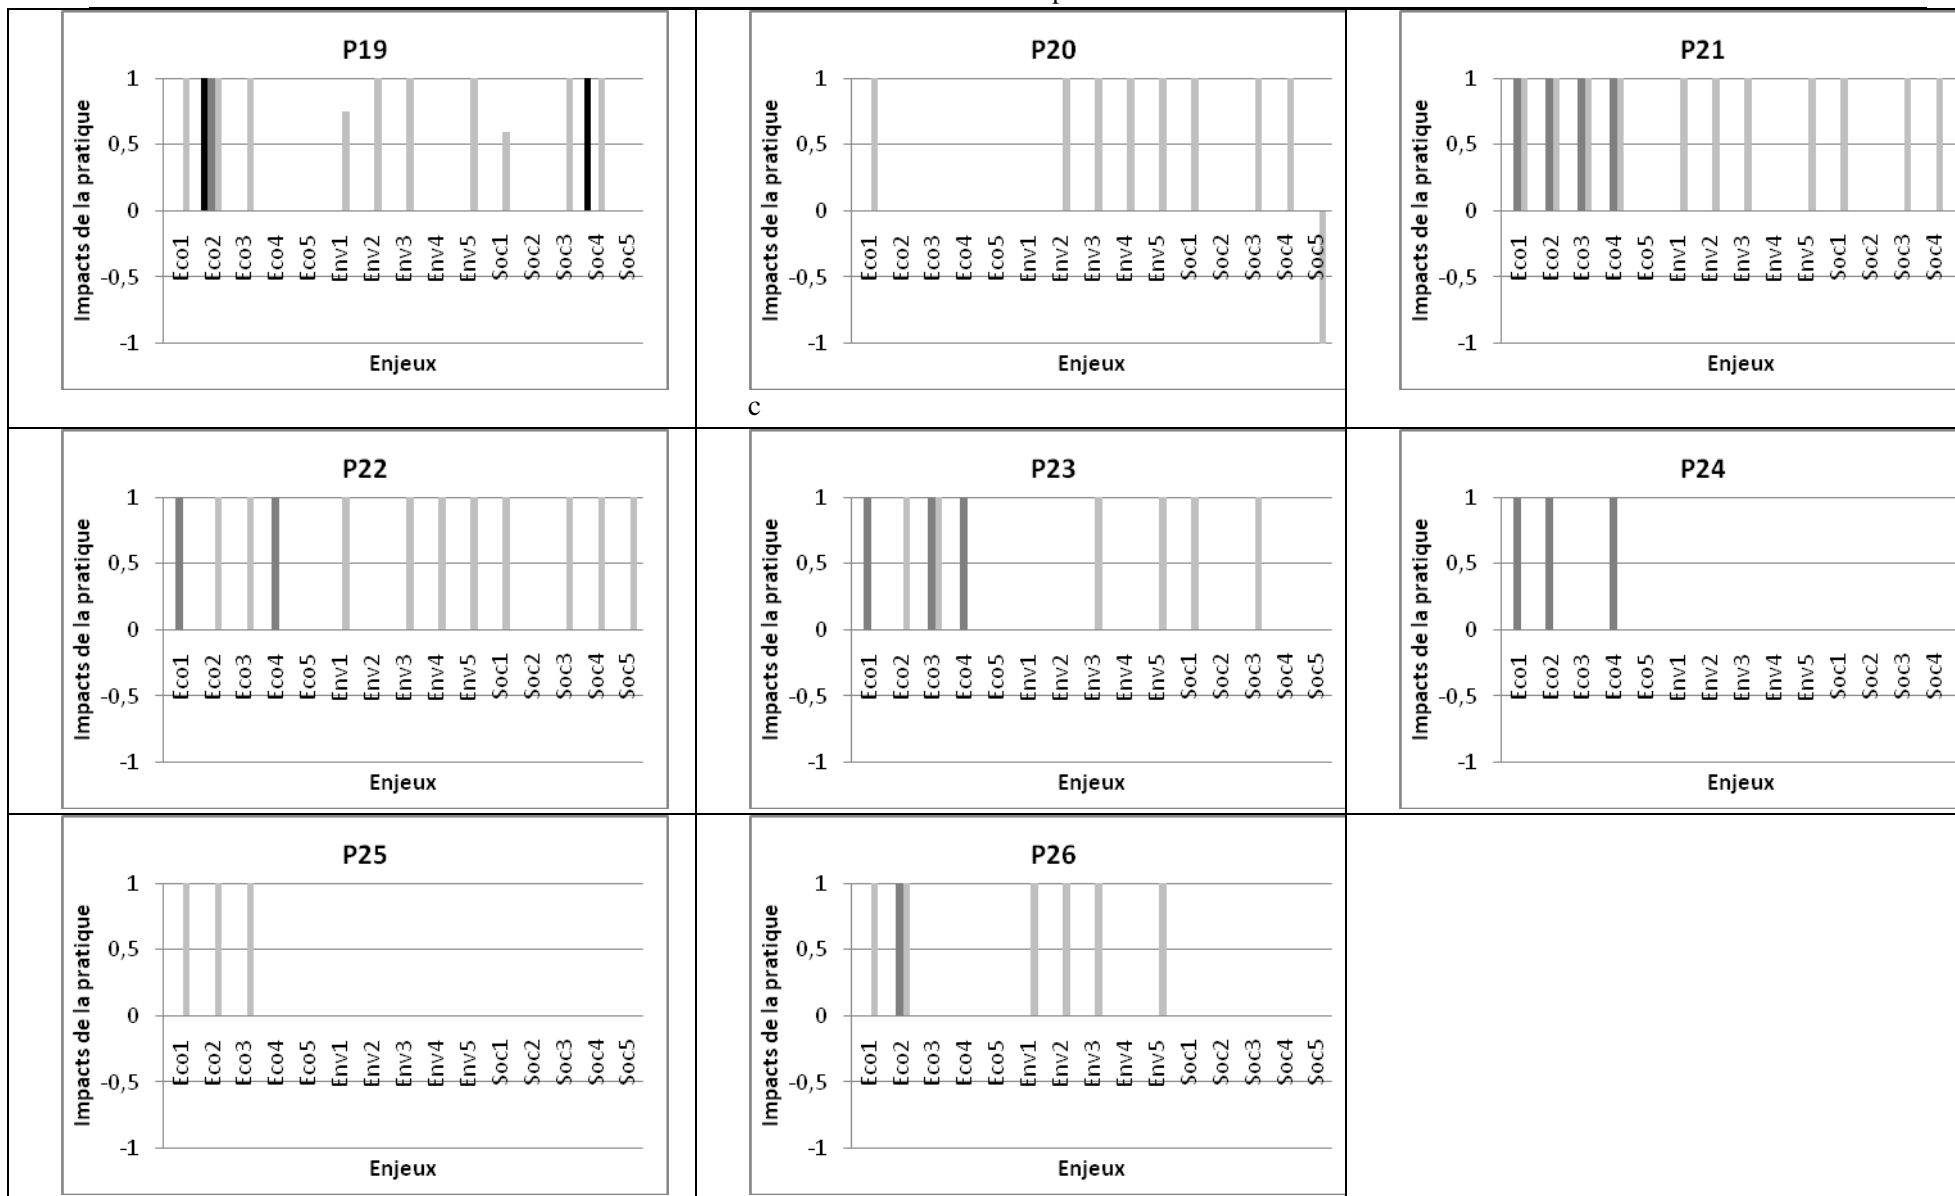 P19
1
0,5
0
-0,5
-1
Impacts de la pratique
Eco1 Eco2 Eco3 Eco4 Eco5 Env1 Env2 Env3 Env4 Env5 Soc1 Soc2 Soc3 Soc4 Soc5
Enjeux
P20
1
0,5
0
-0,5
-1
Impacts de la pratique
Eco1 Eco2 Eco3 Eco4 Eco5 Env1 Env2 Env3 Env4 Env5 Soc1 Soc2 Soc3 Soc4 Soc5
Enjeux
c
P21
1
0,5
0
-0,5
-1
Impacts de la pratique
Eco1 Eco2 Eco3 Eco4 Eco5 Env1 Env2 Env3 Env4 Env5 Soc1 Soc2 Soc3 Soc4
Enjeux
P22
1
0,5
0
-0,5
-1
Impacts de la pratique
Eco1 Eco2 Eco3 Eco4 Eco5 Env1 Env2 Env3 Env4 Env5 Soc1 Soc2 Soc3 Soc4 Soc5
Enjeux
P23
1
0,5
0
-0,5
-1
Impacts de la pratique
Eco1 Eco2 Eco3 Eco4 Eco5 Env1 Env2 Env3 Env4 Env5 Soc1 Soc2 Soc3 Soc4 Soc5
Enjeux
P24
1
0,5
0
-0,5
-1
Impacts de la pratique
Eco1 Eco2 Eco3 Eco4 Eco5 Env1 Env2 Env3 Env4 Env5 Soc1 Soc2 Soc3 Soc4
Enjeux
P25
1
0,5
0
-0,5
-1
Impacts de la pratique
Eco1 Eco2 Eco3 Eco4 Eco5 Env1 Env2 Env3 Env4 Env5 Soc1 Soc2 Soc3 Soc4 Soc5
Enjeux
P26
1
0,5
0
-0,5
-1
Impacts de la pratique
Eco1 Eco2 Eco3 Eco4 Eco5 Env1 Env2 Env3 Env4 Env5 Soc1 Soc2 Soc3 Soc4 Soc5
Enjeux